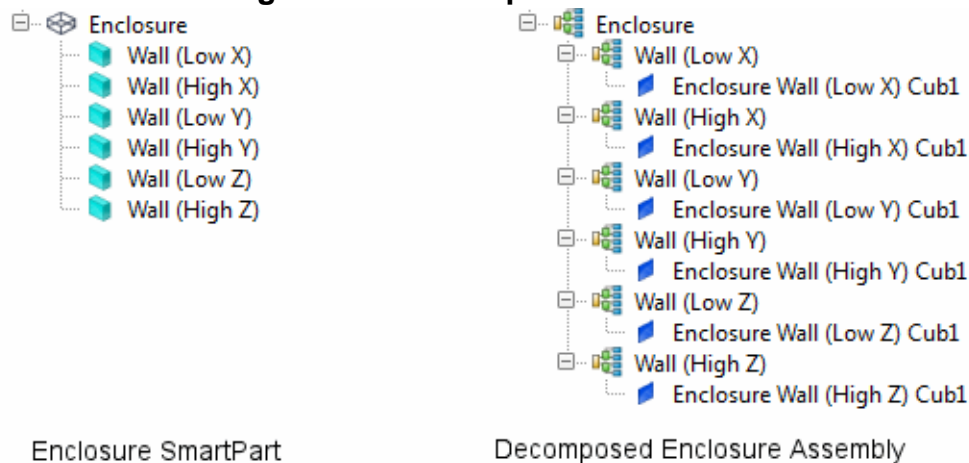 Enclosure
Wall (Low X)
Wall (High X)
Wall (Low Y)
Wall (High Y)
Wall (Low Z)
Wall (High Z)
Enclosure SmartPart
Enclosure
Wall (Low X)
Enclosure Wall (Low X) Cub1
Wall (High X)
Enclosure Wall (High X) Cub1
Wall (Low Y)
Enclosure Wall (Low Y) Cub1
Wall (High Y)
Enclosure Wall (High Y) Cub1
Wall (Low Z)
Enclosure Wall (Low Z) Cub1
Wall (High Z)
Enclosure Wall (High Z) Cub1
Decomposed Enclosure Assembly